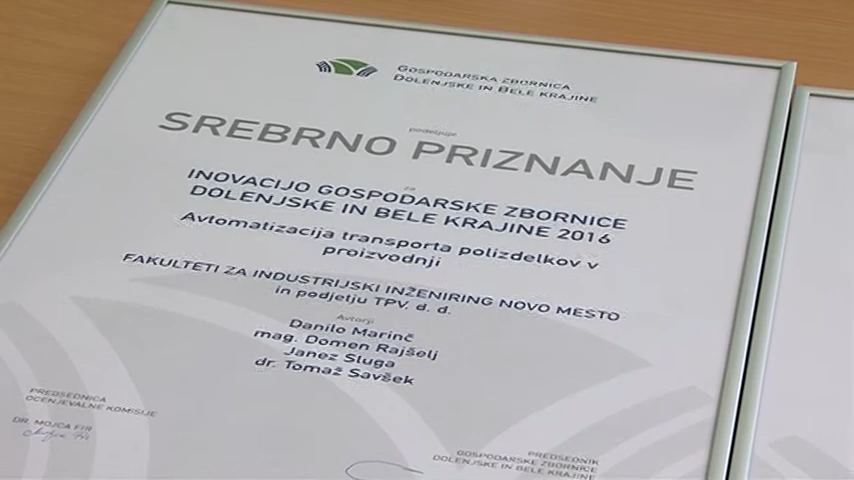 GOSPODARSKA ZBORNICA
DOLENJSKE IN BELE KRAJINE
podeljuje
SREBRNO PRIZNANJE
za
INOVACIJO GOSPODARSKE ZBORNICE
DOLENJSKE IN BELE KRAJINE 2016
Avtomatizacija transporta polizdelkov v
proizvodnji
FAKULTETI ZA INDUSTRIJSKI INŽENIRING NOVO MESTO
in podjetju TPV, d. d.
Avtorji
Danilo Marinč
mag. Domen Rajšelj
Janez Sluga
dr. Tomaž Savšek
PREDSEDNICA
OCENJEVALNE KOMISIJE
DR. MOJCA FIR
PREDSEDNIK
GOSPODARSKE ZBORNICE
DOLENJSKE IN BELE KRAJINE